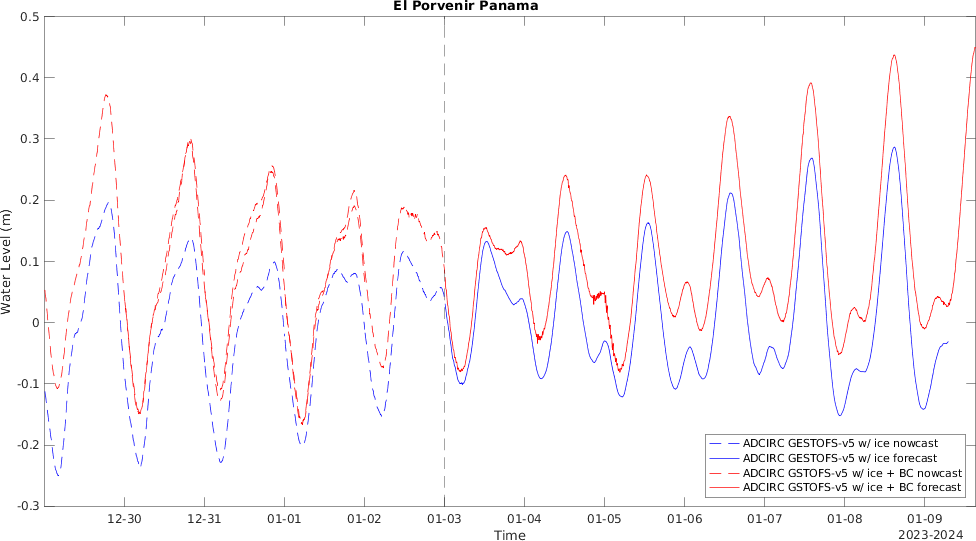 El Porvenir Panama
0.5
0.4
0.3
0.2
0.1
0
-0.1
-0.2
-0.3
Water Level (m)
ADCIRC GESTOFS-v5 w/ ice nowcast
ADCIRC GESTOFS-v5 w/ ice forecast
ADCIRC GSTOFS-v5 w/ ice + BC nowcast
ADCIRC GSTOFS-v5 w/ ice + BC forecast
12-30 12-31 01-01 01-02 01-03 01-04 01-05 01-06 01-07 01-08 01-09
Time
2023-2024